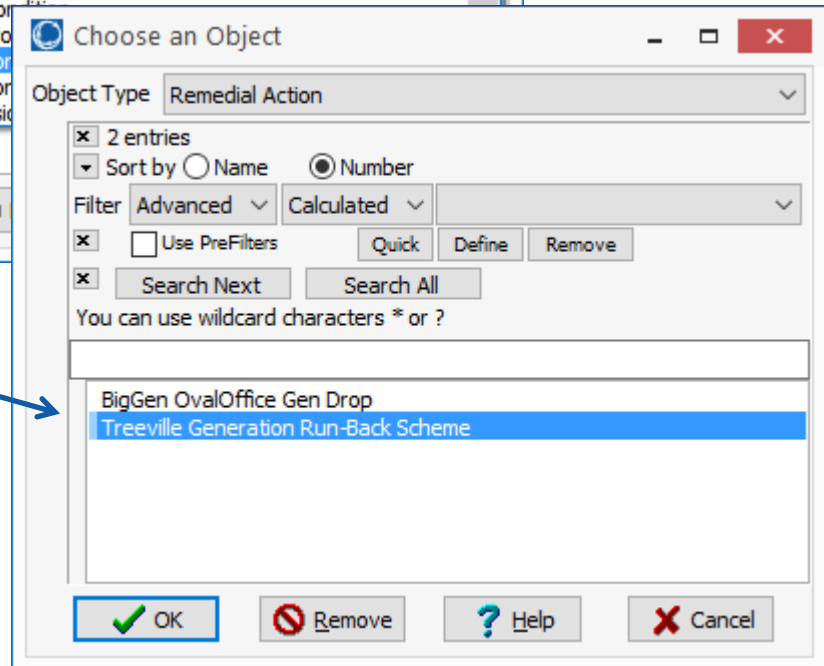 Choose an Object
Object Type Remedial Action
2 entries
Sort by Name Number
Filter Advanced Calculated
Use PreFilters Quick Define Remove
Search Next Search All
You can use wildcard characters * or ?
BigGen OvalOffice Gen Drop
Treeville Generation Run-Back Scheme
OK Remove Help Cancel